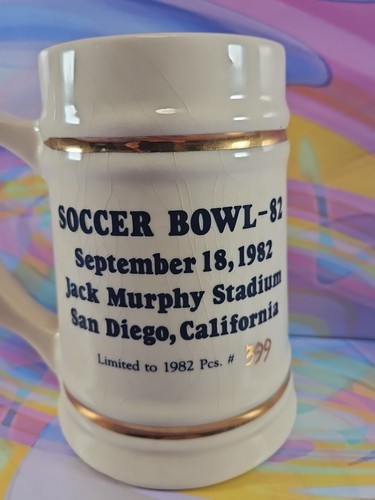 SOCCER BOWL-82
September 18, 1982
Jack Murphy Stadium
San Diego, California
Limited to 1982 Pcs. # 399